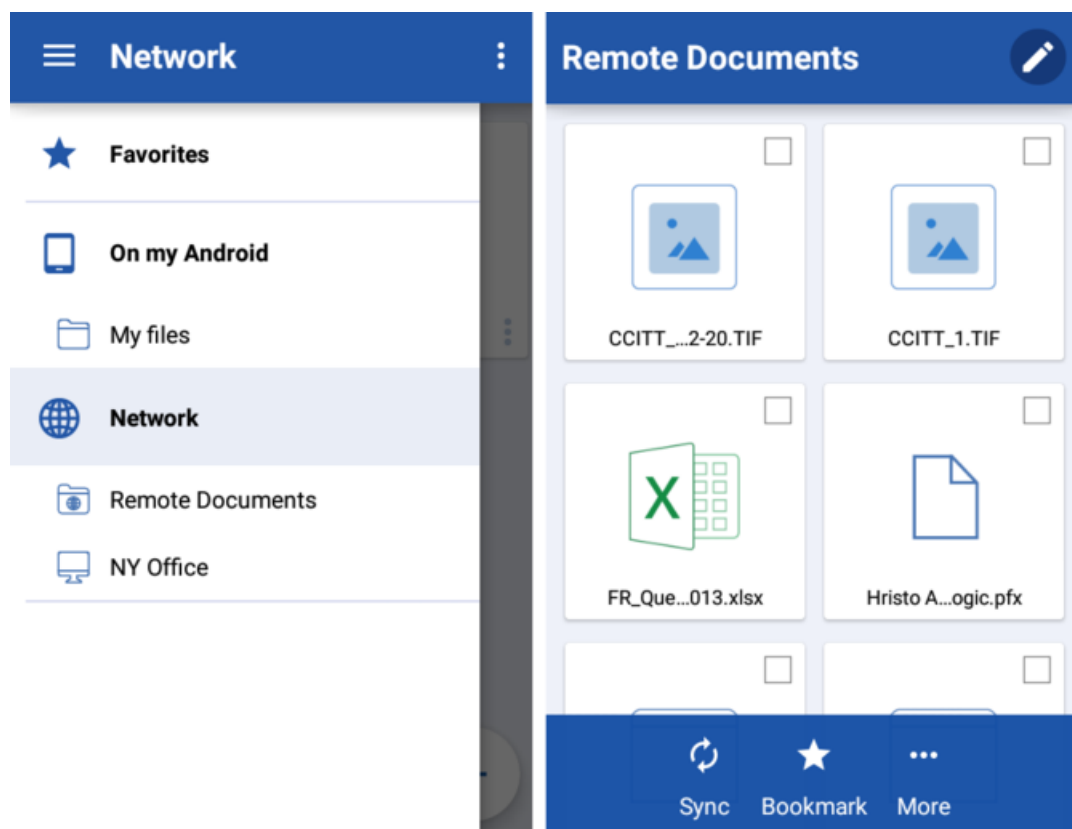 Network
Favorites
On my Android
My files
Network
Remote Documents
NY Office
Remote Documents
CCITT_...2-20.TIF
CCITT_1.TIF
X
FR_Que...013.xlsx
Hristo A...ogic.pfx
Sync
Bookmark
More